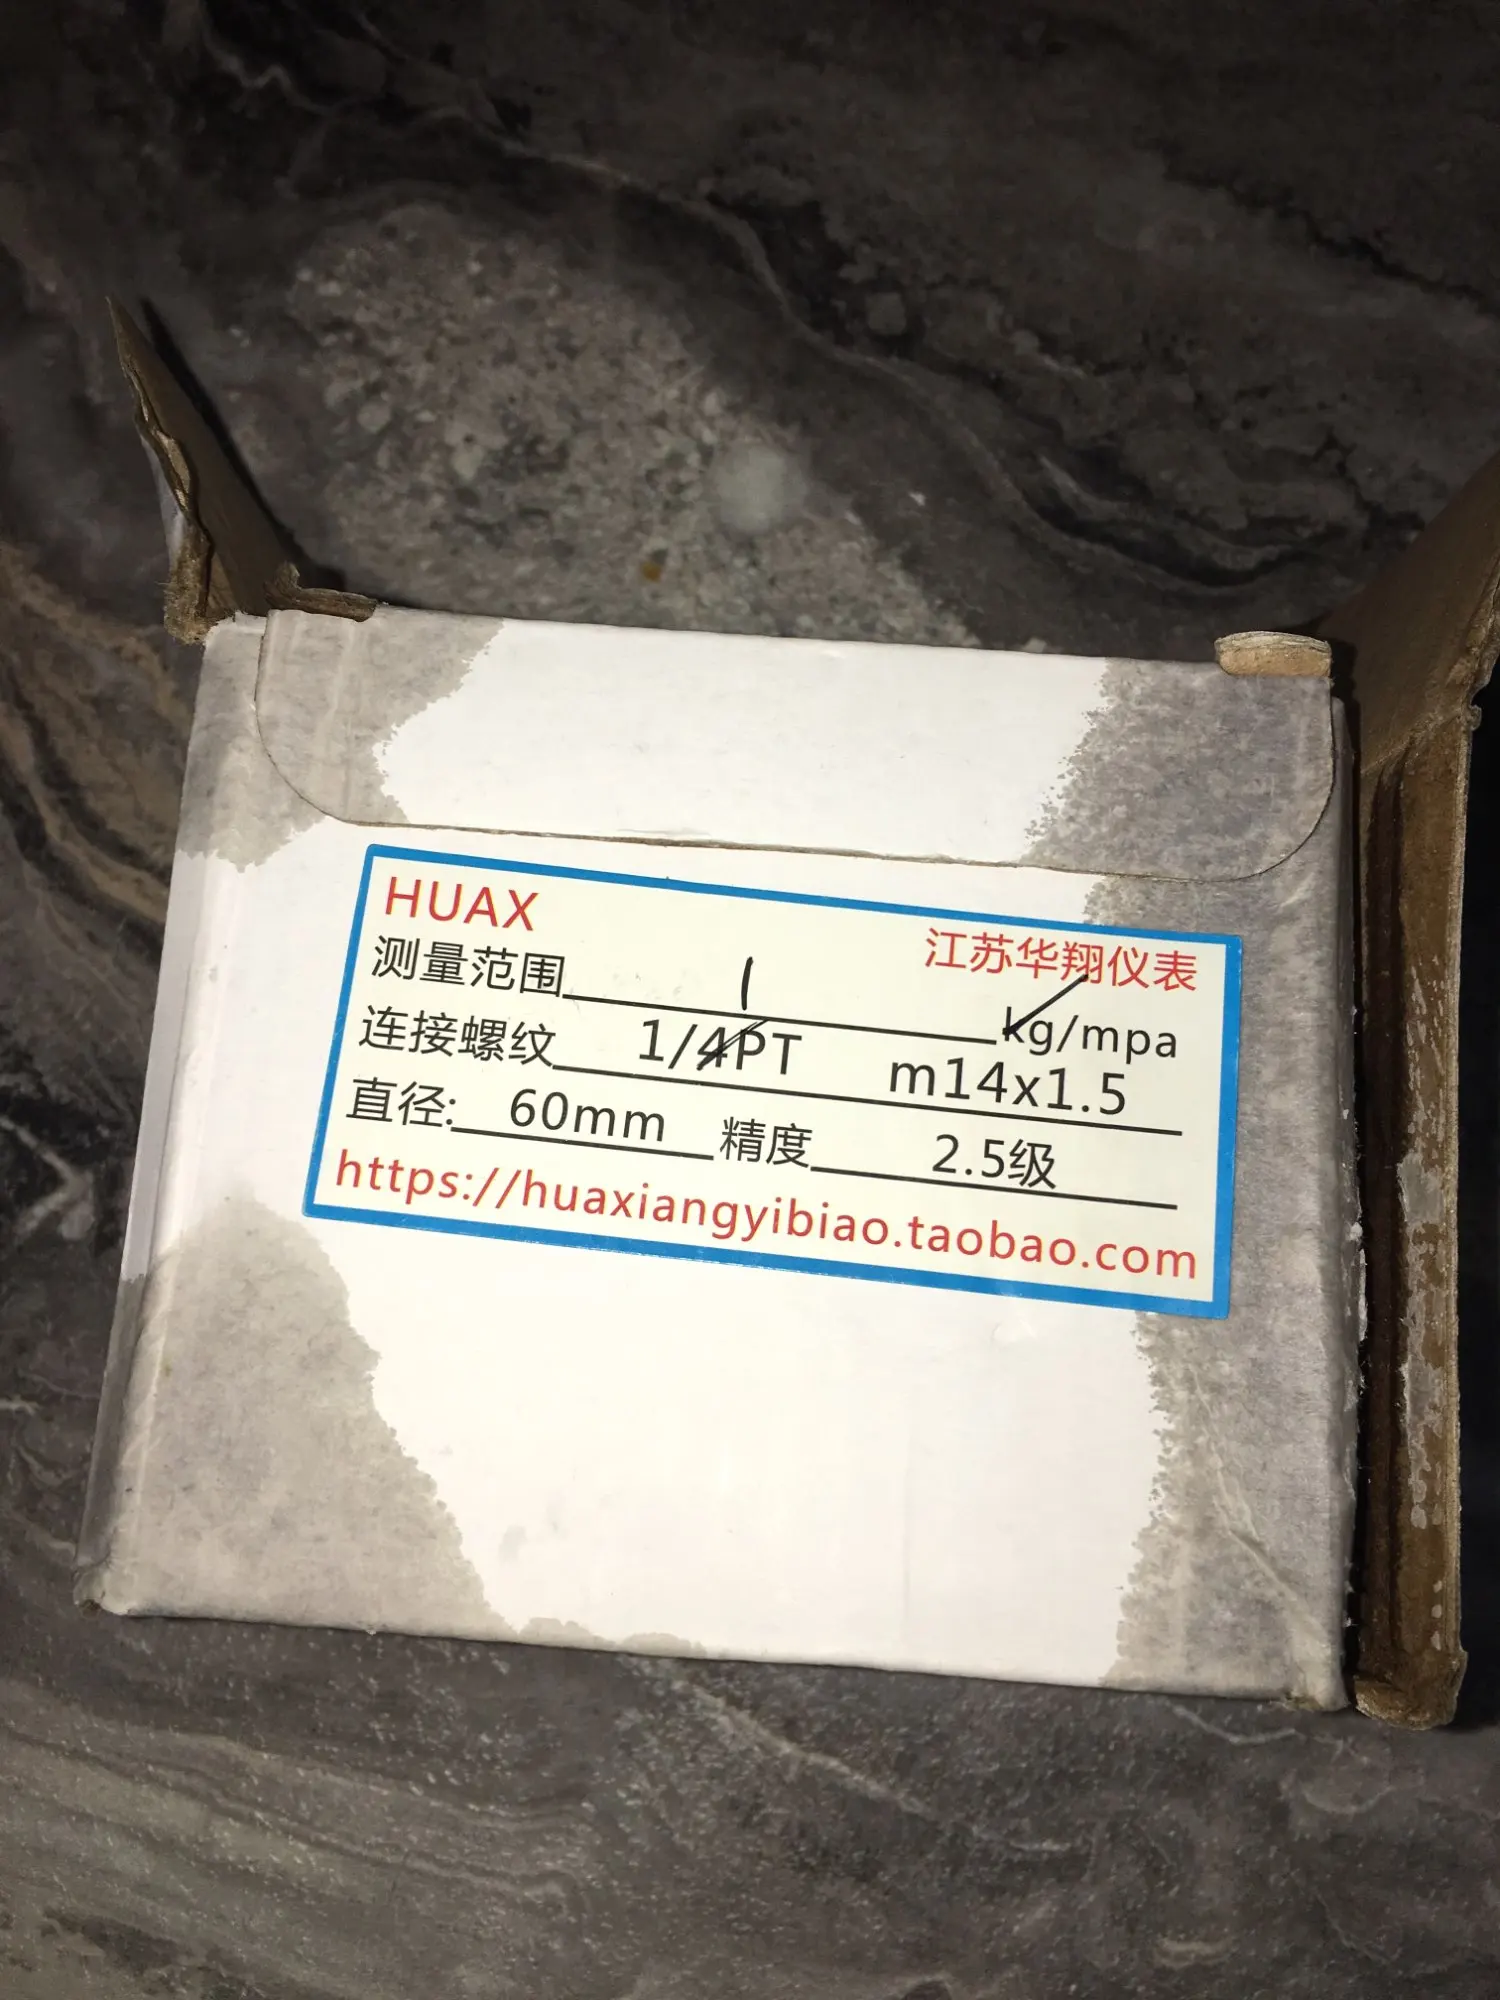 HUAX 江苏华翔仪表
测量范围 1 kg/mpa
连接螺纹 1/4PT m14x1.5
直径: 60mm 精度 2.5级
https://huaxiangyibiao.taobao.com